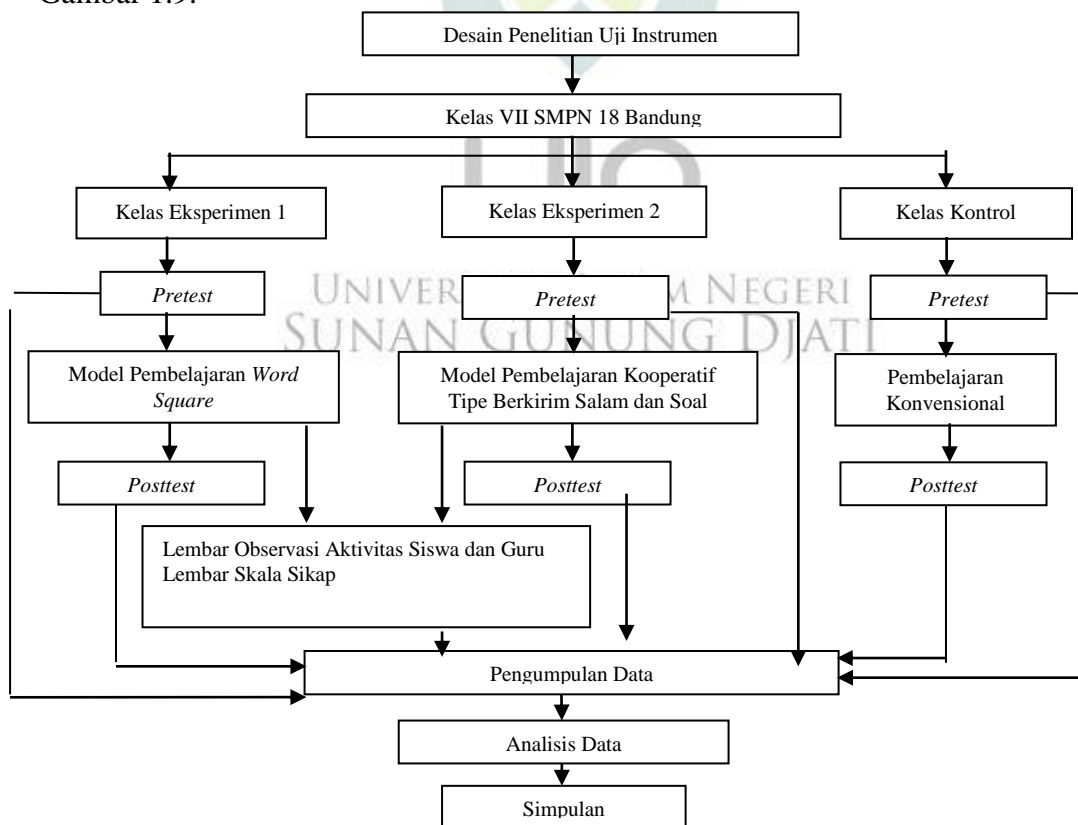 Gambar 1.9.
Desain Penelitian Uji Instrumen
Kelas VII SMPN 18 Bandung
Kelas Eksperimen 1
Kelas Eksperimen 2
Kelas Kontrol
Pretest
Pretest
Pretest
UNIVER M NEGERI
SUNAN GUNUNG DJATI
Model Pembelajaran Word
Square
Model Pembelajaran Kooperatif
Tipe Berkirim Salam dan Soal
Pembelajaran
Konvensional
Posttest
Posttest
Posttest
Lembar Observasi Aktivitas Siswa dan Guru
Lembar Skala Sikap
Pengumpulan Data
Analisis Data
Simpulan